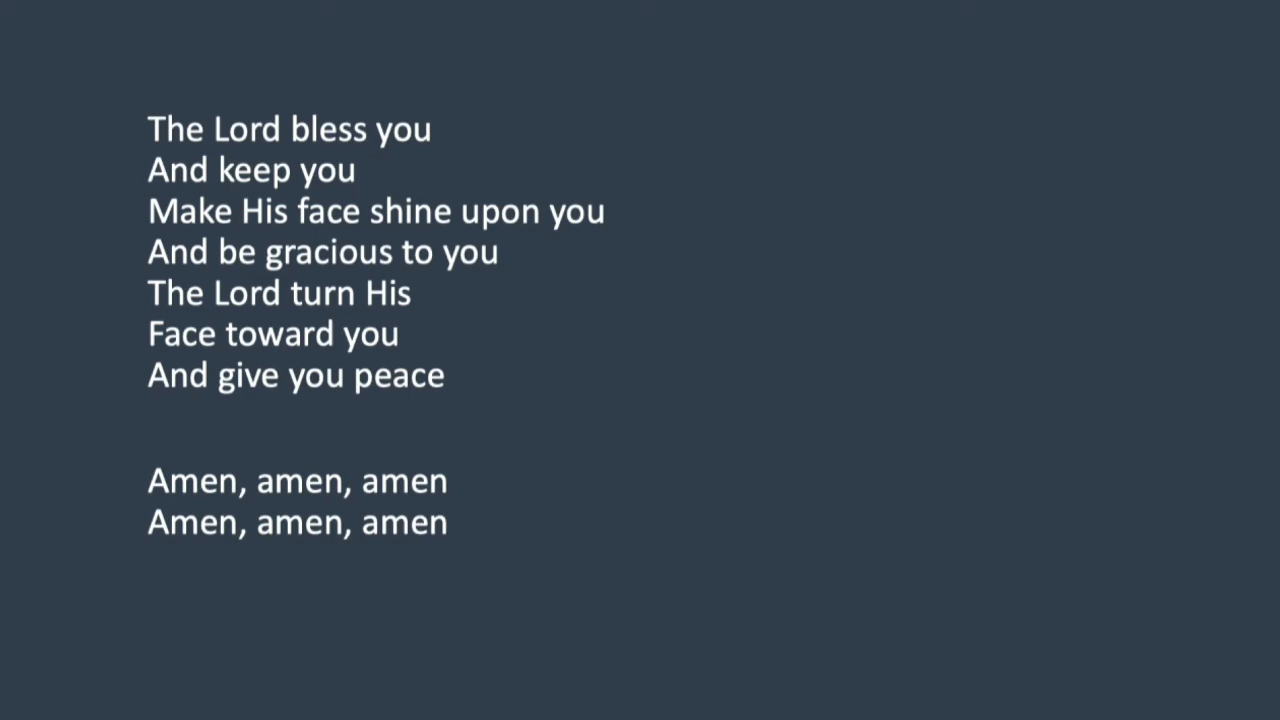 The Lord bless you
And keep you
Make His face shine upon you
And be gracious to you
The Lord turn His
Face toward you
And give you peace
Amen, amen, amen
Amen, amen, amen